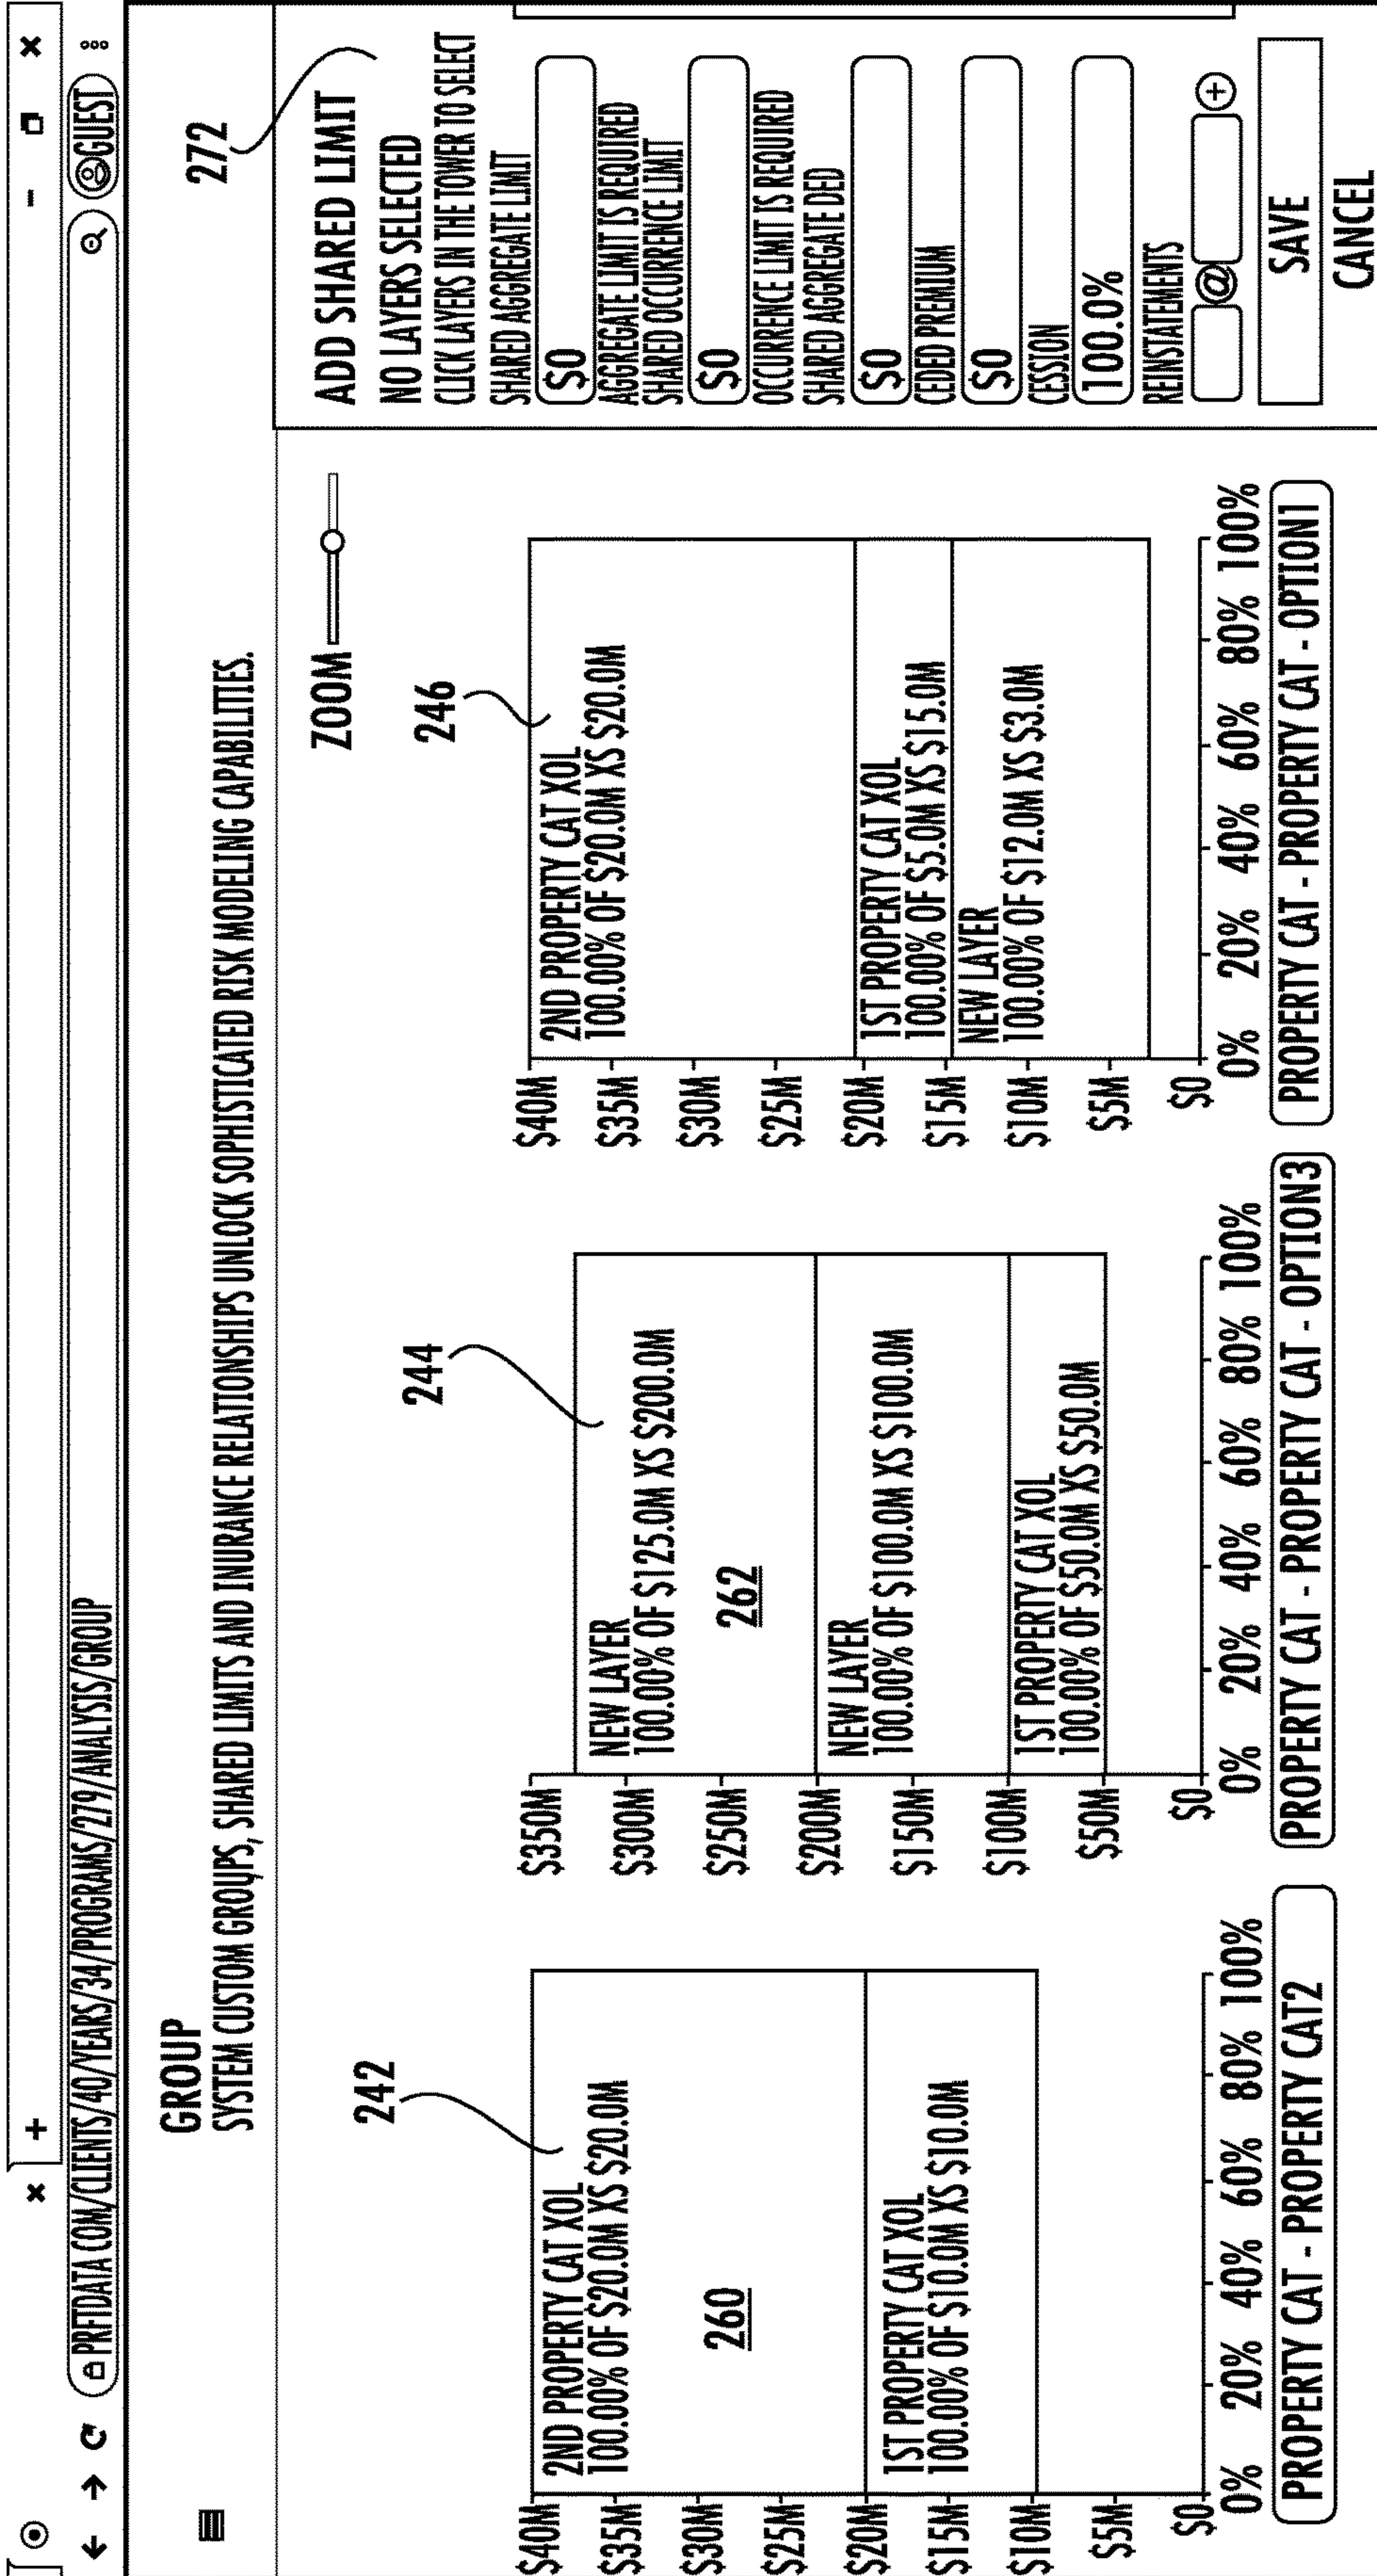 PRFTDATA COM/CLIENTS/40/YEARS/34/PROGRAMS/279/ANALYSIS/GROUP
GUEST
GROUP
SYSTEM CUSTOM GROUPS, SHARED LIMITS AND INURANCE RELATIONSHIPS UNLOCK SOPHISTICATED RISK MODELING CAPABILITIES.
ZOOM
242
$40M
$35M
$30M
$25M
$20M
$15M
$10M
$5M
$0
2ND PROPERTY CAT XOL
100.00% OF $20.0M XS $20.0M
260
1ST PROPERTY CAT XOL
100.00% OF $10.0M XS $10.0M
0% 20% 40% 60% 80% 100%
PROPERTY CAT - PROPERTY CAT2
244
$350M
$300M
$250M
$200M
$150M
$100M
$50M
$0
NEW LAYER
100.00% OF $125.0M XS $200.0M
262
NEW LAYER
100.00% OF $100.0M XS $100.0M
1ST PROPERTY CAT XOL
100.00% OF $50.0M XS $50.0M
0% 20% 40% 60% 80% 100%
PROPERTY CAT - PROPERTY CAT - OPTION3
246
$40M
$35M
$30M
$25M
$20M
$15M
$10M
$5M
$0
2ND PROPERTY CAT XOL
100.00% OF $20.0M XS $20.0M
1ST PROPERTY CAT XOL
100.00% OF $5.0M XS $15.0M
NEW LAYER
100.00% OF $12.0M XS $3.0M
0% 20% 40% 60% 80% 100%
PROPERTY CAT - PROPERTY CAT - OPTION1
272
ADD SHARED LIMIT
NO LAYERS SELECTED
CLICK LAYERS IN THE TOWER TO SELECT
SHARED AGGREGATE LIMIT
$0
AGGREGATE LIMIT IS REQUIRED
SHARED OCCURRENCE LIMIT
$0
OCCURRENCE LIMIT IS REQUIRED
SHARED AGGREGATE DED
$0
CEDED PREMIUM
$0
CESSION
100.0%
REINSTATEMENTS
@ +
SAVE
CANCEL